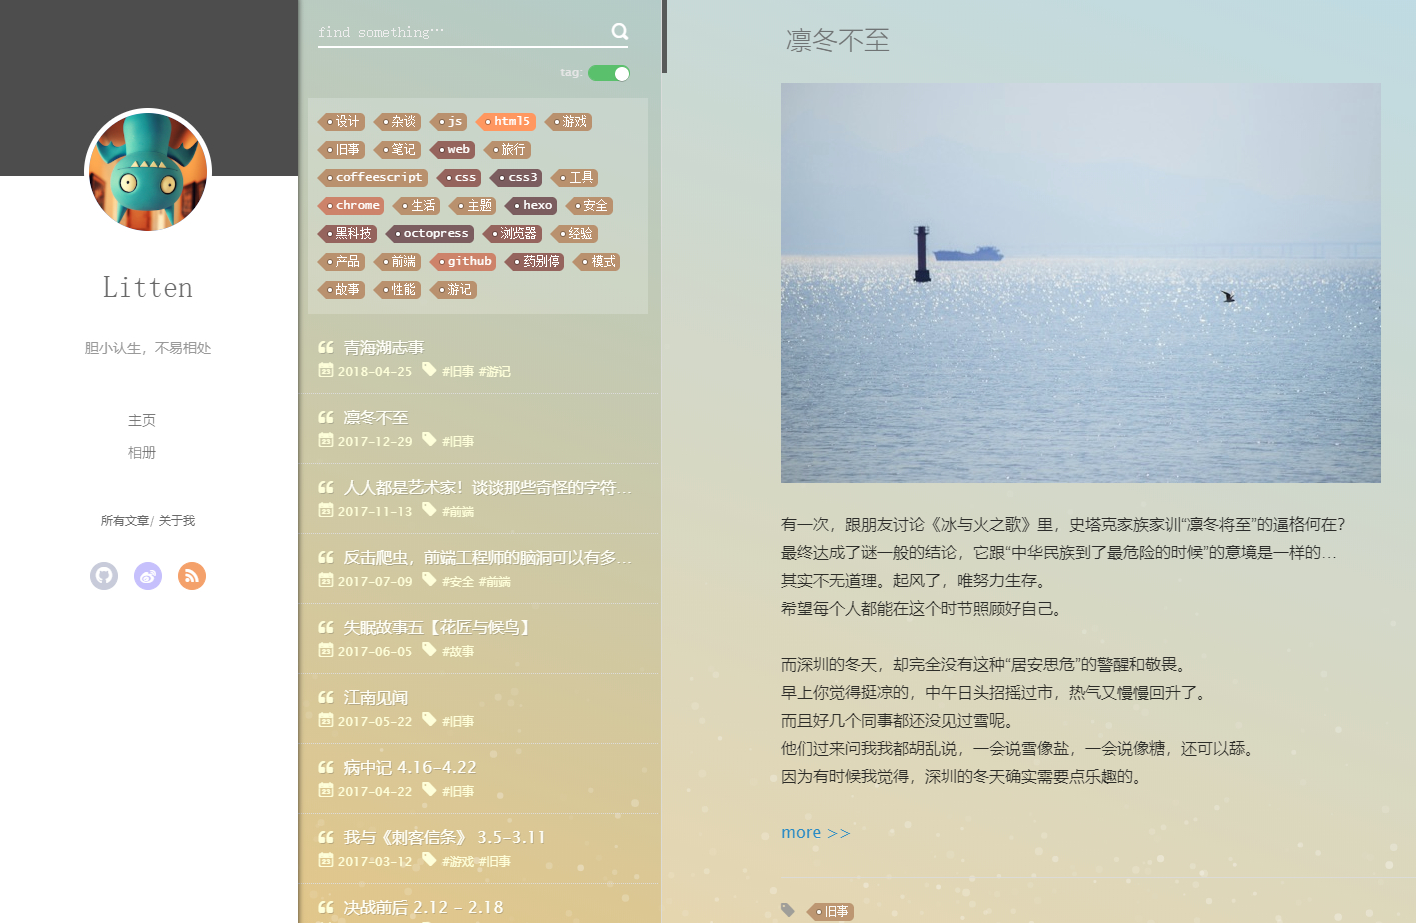 Litten
胆小认生，不易相处
主页
相册
所有文章/ 关于我
find something…
tag:
设计 杂谈 js html5 游戏
旧事 笔记 web 旅行
coffeescript css css3 工具
chrome 生活 主题 hexo 安全
黑科技 octopress 浏览器 经验
产品 前端 github 药别停 模式
故事 性能 游记
青海湖志事
2018-04-25 #旧事 #游记
凛冬不至
2017-12-29 #旧事
人人都是艺术家！谈谈那些奇怪的字符...
2017-11-13 #前端
反击爬虫，前端工程师的脑洞可以有多...
2017-07-09 #安全 #前端
失眠故事五【花匠与候鸟】
2017-06-05 #故事
江南见闻
2017-05-22 #旧事
病中记 4.16-4.22
2017-04-22 #旧事
我与《刺客信条》 3.5-3.11
2017-03-12 #游戏 #旧事
决战前后 2.12 - 2.18
凛冬不至
有一次，跟朋友讨论《冰与火之歌》里，史塔克家族家训“凛冬将至”的逼格何在？
最终达成了谜一般的结论，它跟“中华民族到了最危险的时候”的意境是一样的…
其实不无道理。起风了，唯努力生存。
希望每个人都能在这个时节照顾好自己。
而深圳的冬天，却完全没有这种“居安思危”的警醒和敬畏。
早上你觉得挺凉的，中午日头招摇过市，热气又慢慢回升了。
而且好几个同事都还没见过雪呢。
他们过来问我我都胡乱说，一会说雪像盐，一会说像糖，还可以舔。
因为有时候我觉得，深圳的冬天确实需要点乐趣的。
more >>
旧事